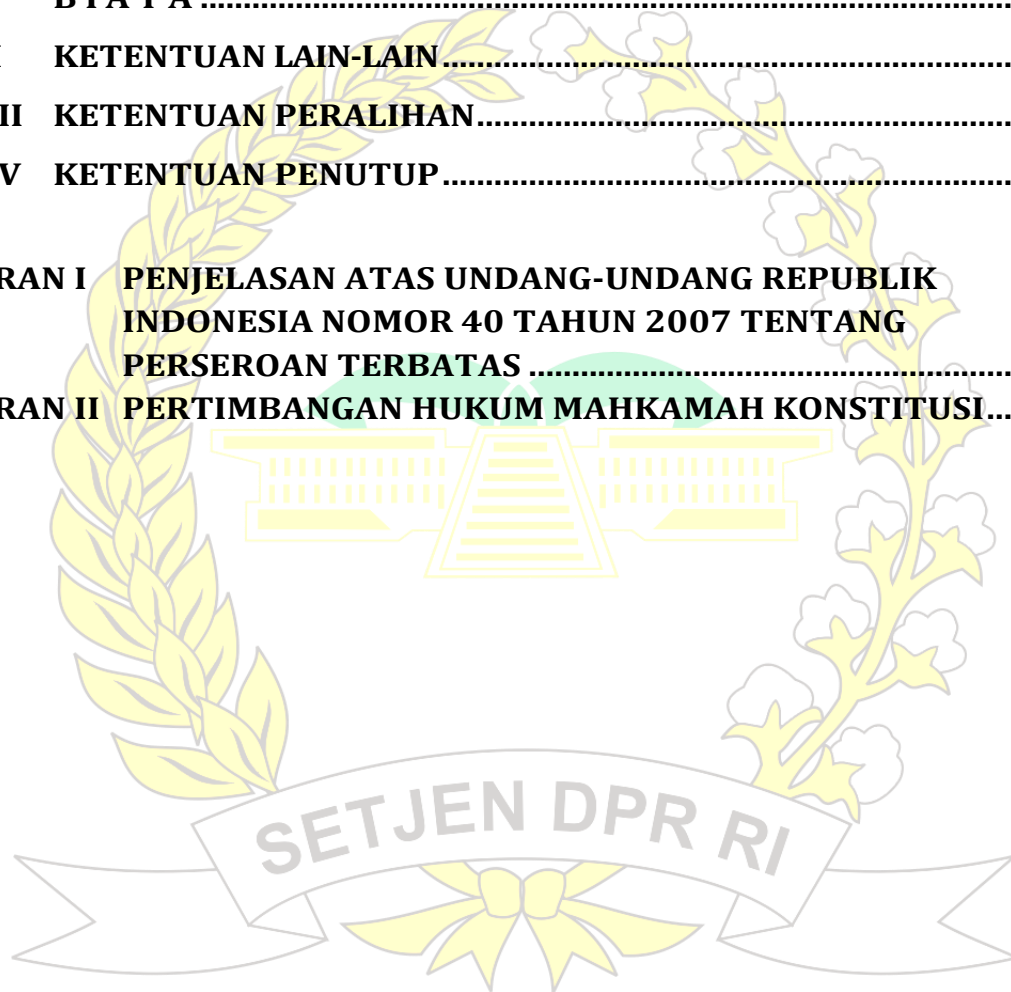 B I A Y A ........................................................................
I KETENTUAN LAIN-LAIN........................................................................
II KETENTUAN PERALIHAN........................................................................
V KETENTUAN PENUTUP........................................................................
RAN I PENJELASAN ATAS UNDANG-UNDANG REPUBLIK
INDONESIA NOMOR 40 TAHUN 2007 TENTANG
PERSEROAN TERBATAS ........................................................................
RAN II PERTIMBANGAN HUKUM MAHKAMAH KONSTITUSI...
SETJEN DPR RI